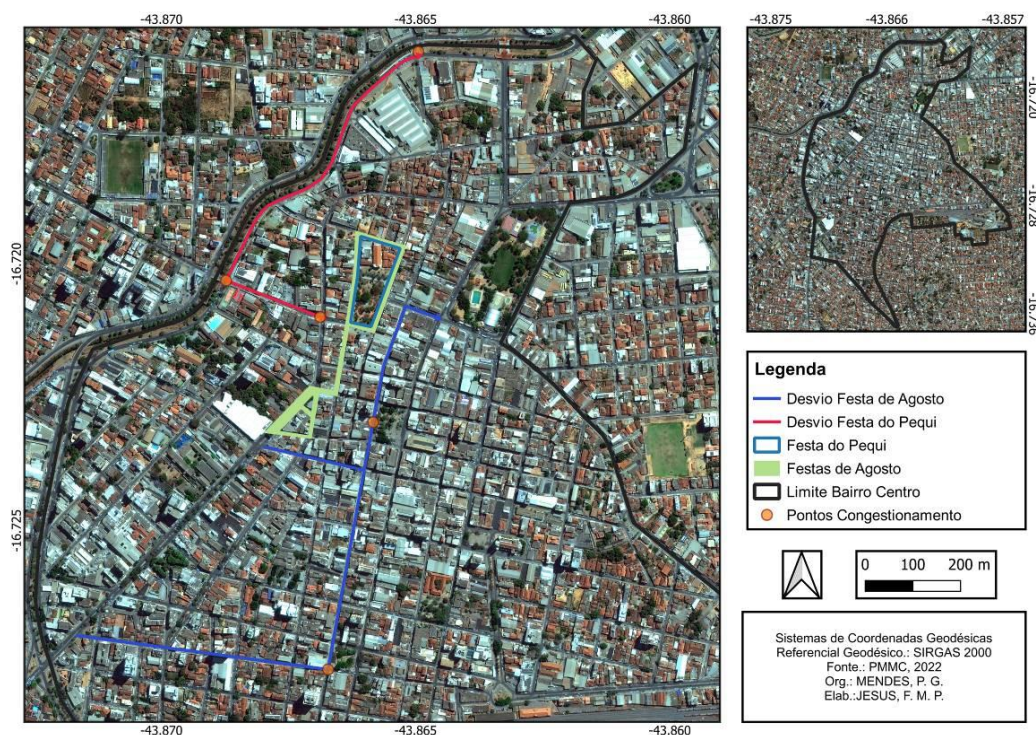 -43.870
-43.865
-43.860
-43.875
-43.866
-43.857
-16.720
-16.720
-16.728
-16.736
-16.725
Legenda
Desvio Festa de Agosto
Desvio Festa do Pequi
Festa do Pequi
Festas de Agosto
Limite Bairro Centro
Pontos Congestionamento
0 100 200 m
Sistemas de Coordenadas Geodésicas
Referencial Geodésico.: SIRGAS 2000
Fonte.: PMMC, 2022
Org.: MENDES, P. G.
Elab.:JESUS, F. M. P.
-43.870
-43.865
-43.860